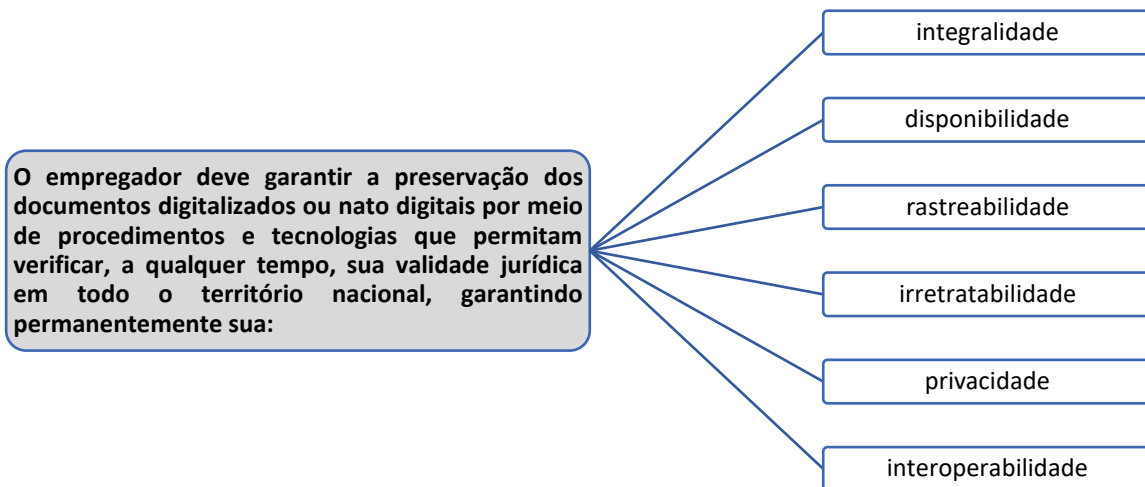 O empregador deve garantir a preservação dos
documentos digitalizados ou nato digitais por meio
de procedimentos e tecnologias que permitam
verificar, a qualquer tempo, sua validade jurídica
em todo o território nacional, garantindo
permanentemente sua:
integralidade
disponibilidade
rastreabilidade
irretratabilidade
privacidade
interoperabilidade